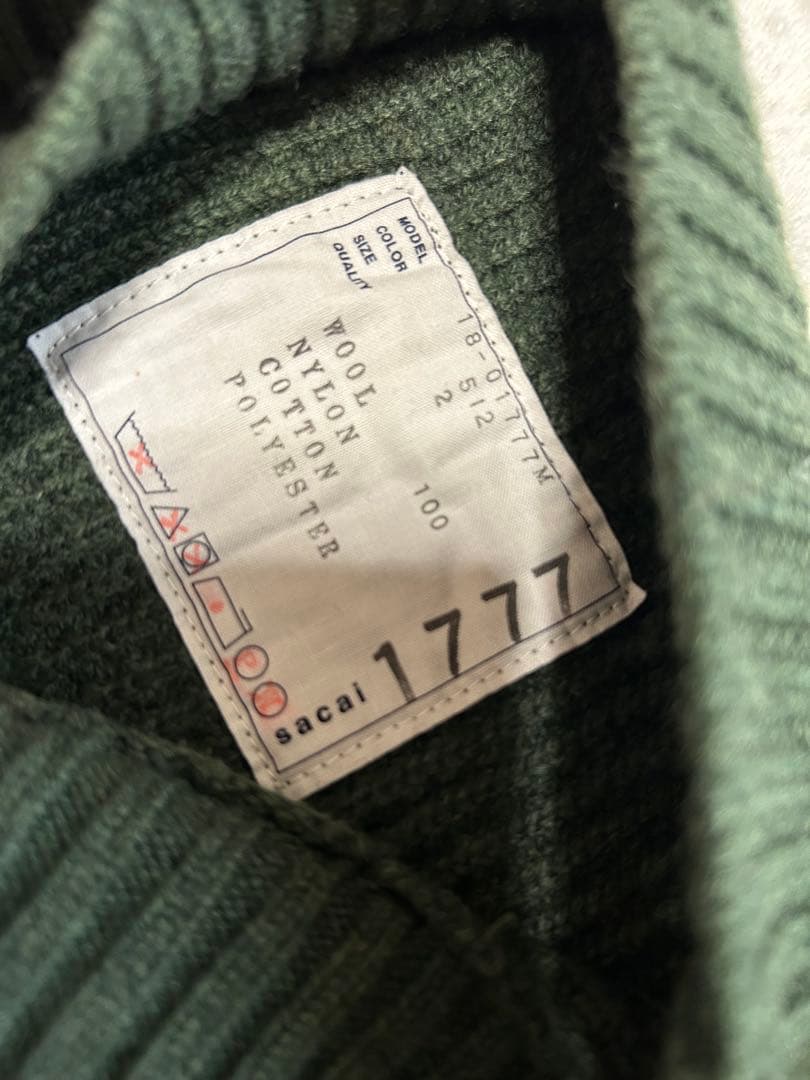 MODEL 18-01777M
COLOR 512
SIZE 2
QUALITY
WOOL 100
NYLON
COTTON
POLYESTER
sacai 1777